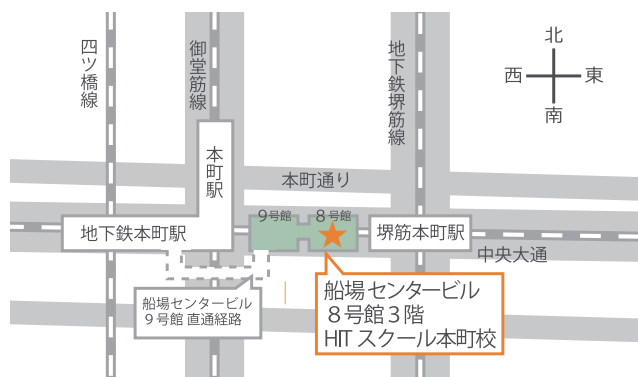 四ツ橋線
御堂筋線
地下鉄堺筋線
北
西 東
南
本町駅
本町通り
9号館
8号館
地下鉄本町駅
堺筋本町駅
中央大通
船場センタービル
9号館 直通経路
船場センタービル
8号館3階
HIT スクール本町校